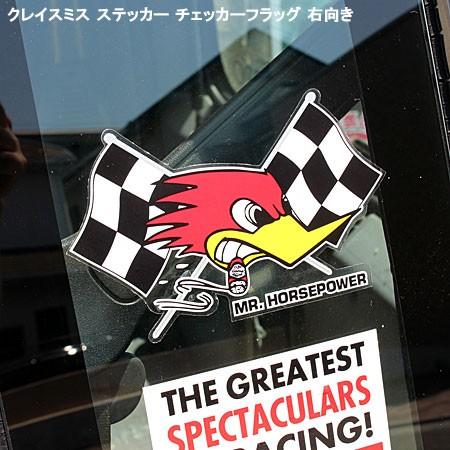 クレイスミス ステッカー チェッカーフラッグ 右向き
MR. HORSEPOWER
THE GREATEST
SPECTACULARS
RACING!